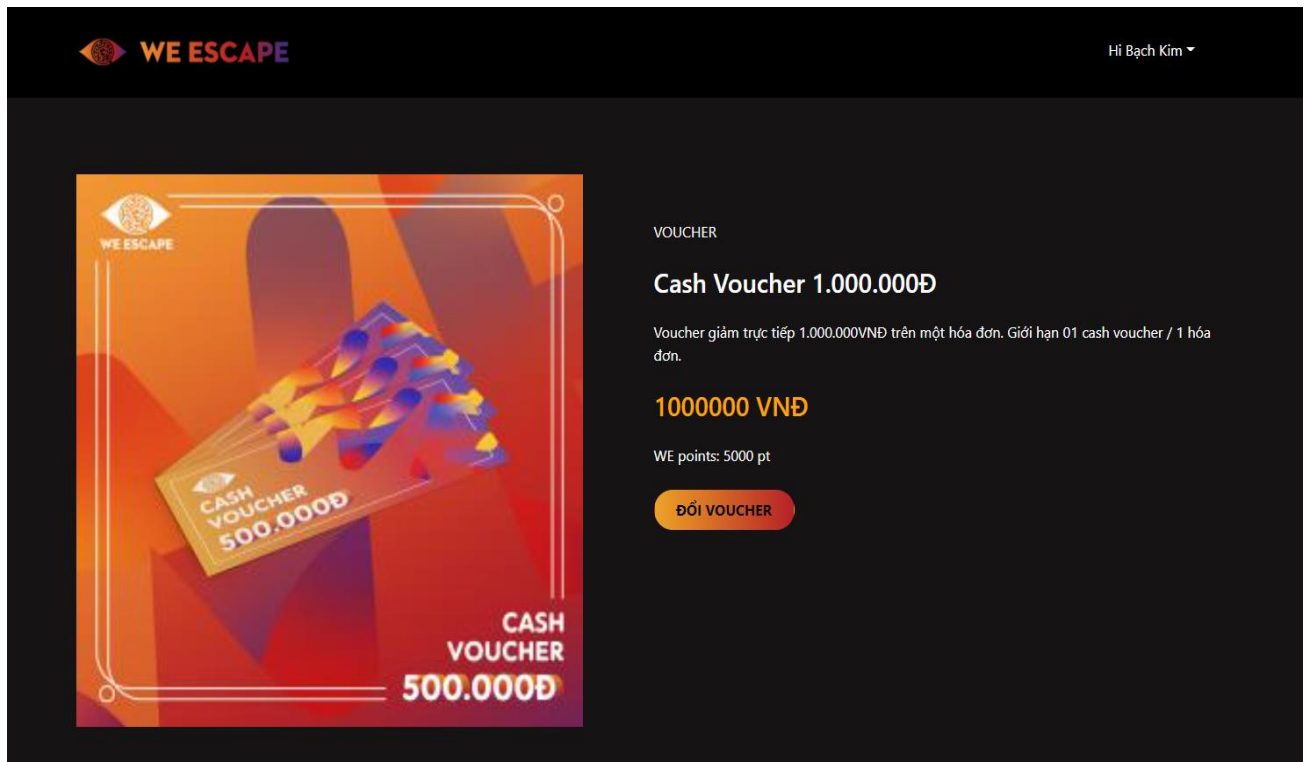 WE ESCAPE
Hi Bạch Kim
WE ESCAPE
CASH
VOUCHER
500.000Đ
CASH
VOUCHER
500.000Đ
VOUCHER
Cash Voucher 1.000.000Đ
Voucher giảm trực tiếp 1.000.000VNĐ trên một hóa đơn. Giới hạn 01 cash voucher / 1 hóa
đơn.
1000000 VNĐ
WE points: 5000 pt
ĐỔI VOUCHER